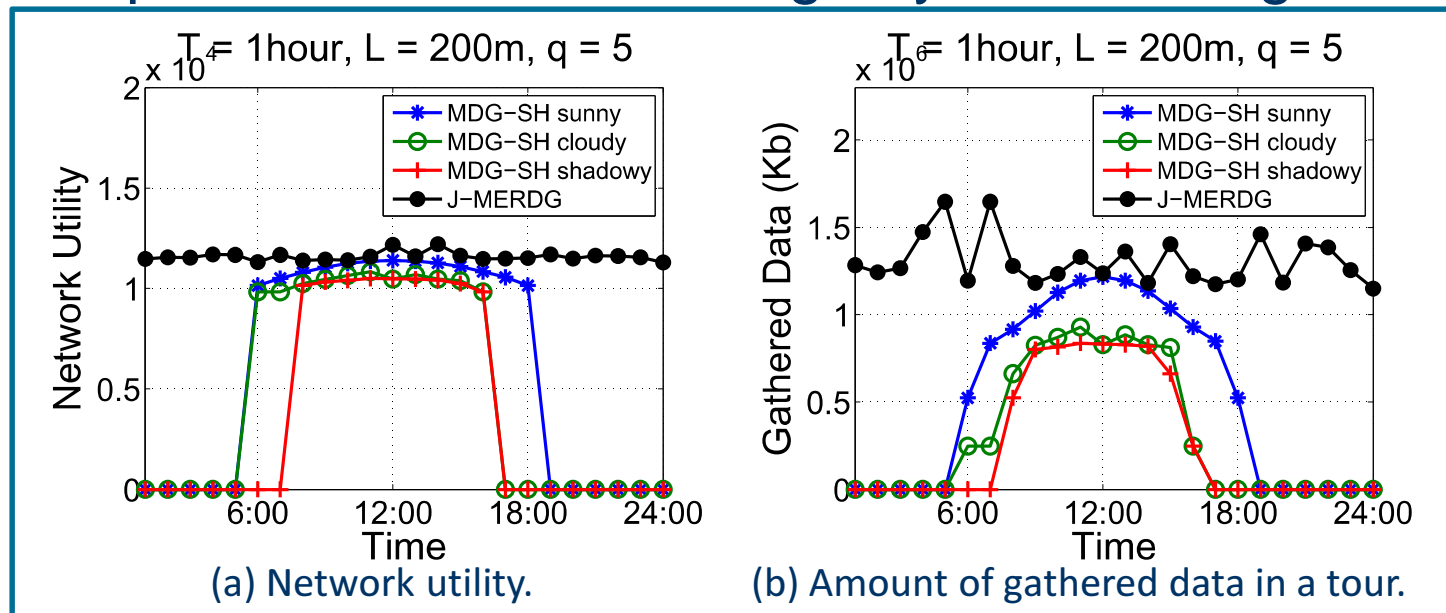 T = 1hour, L = 200m, q = 5
x 10^4
2
1.5
1
0.5
0
Network Utility
MDG−SH sunny
MDG−SH cloudy
MDG−SH shadowy
J−MERDG
6:00 12:00 18:00 24:00
Time
(a) Network utility.
T = 1hour, L = 200m, q = 5
x 10^6
2
1.5
1
0.5
0
Gathered Data (Kb)
MDG−SH sunny
MDG−SH cloudy
MDG−SH shadowy
J−MERDG
6:00 12:00 18:00 24:00
Time
(b) Amount of gathered data in a tour.